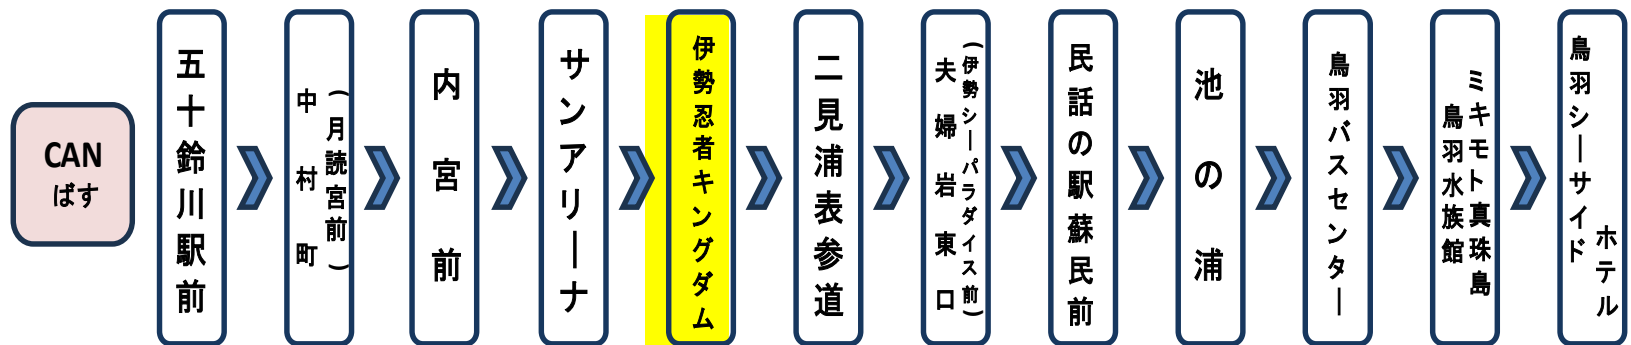 CAN
ばす
五十鈴川駅前
中村町
(月読宮前)
内宮前
サンアリーナ
伊勢忍者キングダム
二見浦表参道
夫婦岩東口
(伊勢シーパラダイス前)
民話の駅蘇民前
池の浦
鳥羽バスセンター
ミキモト真珠島
鳥羽水族館
鳥羽シーサイド
ホテル